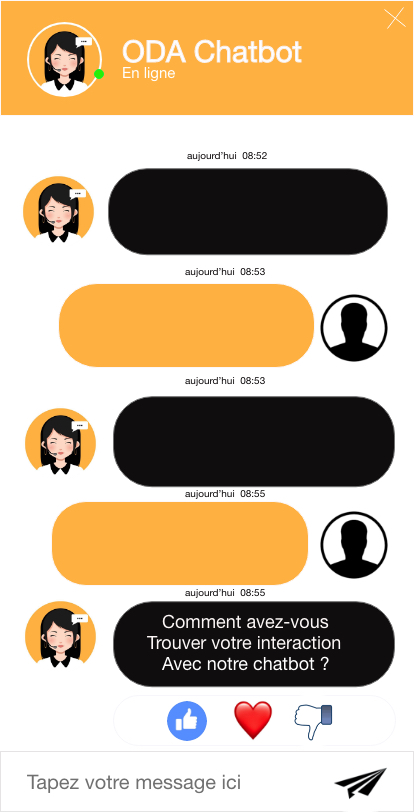 ODA Chatbot
En ligne
aujourd'hui 08:52
aujourd'hui 08:53
aujourd'hui 08:53
aujourd'hui 08:55
aujourd'hui 08:55
Comment avez-vous
Trouver votre interaction
Avec notre chatbot ?
Tapez votre message ici